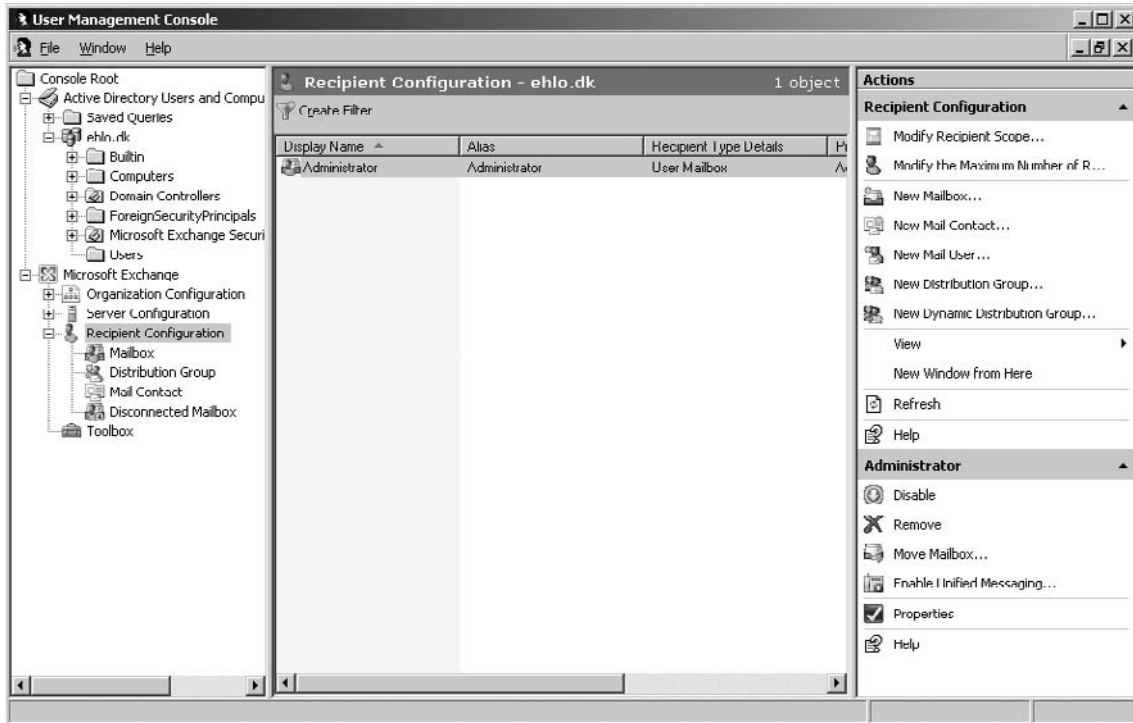 User Management Console
File Window Help
Console Root
Active Directory Users and Compu
Saved Queries
ehlo.dk
Builtin
Computers
Domain Controllers
ForeignSecurityPrincipals
Microsoft Exchange Securi
Users
Microsoft Exchange
Organization Configuration
Server Configuration
Recipient Configuration
Mailbox
Distribution Group
Mail Contact
Disconnected Mailbox
Toolbox
Recipient Configuration - ehlo.dk 1 object
Create Filter
Display Name Alias Recipient Type Details
Administrator Administrator User Mailbox
Actions
Recipient Configuration
Modify Recipient Scope...
Modify the Maximum Number of R...
New Mailbox...
New Mail Contact...
New Mail User...
New Distribution Group...
New Dynamic Distribution Group...
View
New Window from Here
Refresh
Help
Administrator
Disable
Remove
Move Mailbox...
Enable Unified Messaging...
Properties
Help